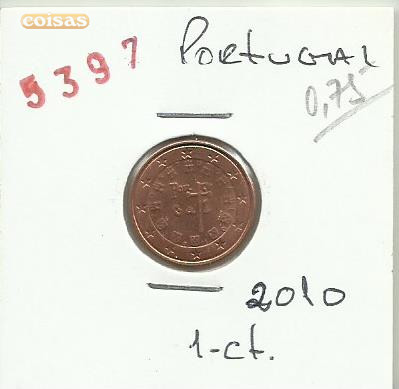 coisas
5397
PORTUGAL
0,75
2010
1-ct.